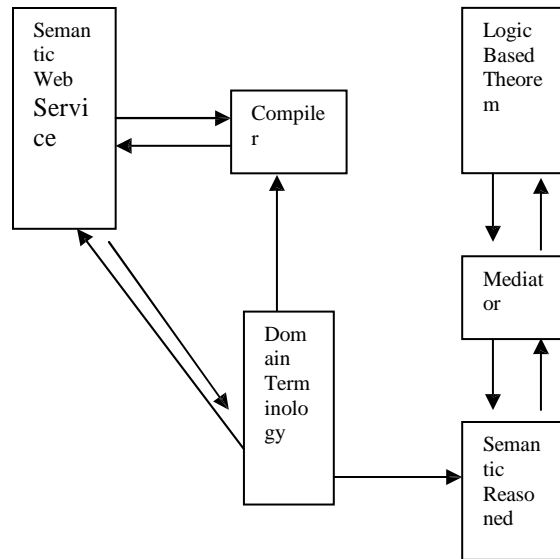 Seman
tic
Web
Servi
ce
Compile
r
Logic
Based
Theore
m
Mediat
or
Dom
ain
Term
inolo
gy
Seman
tic
Reaso
ned